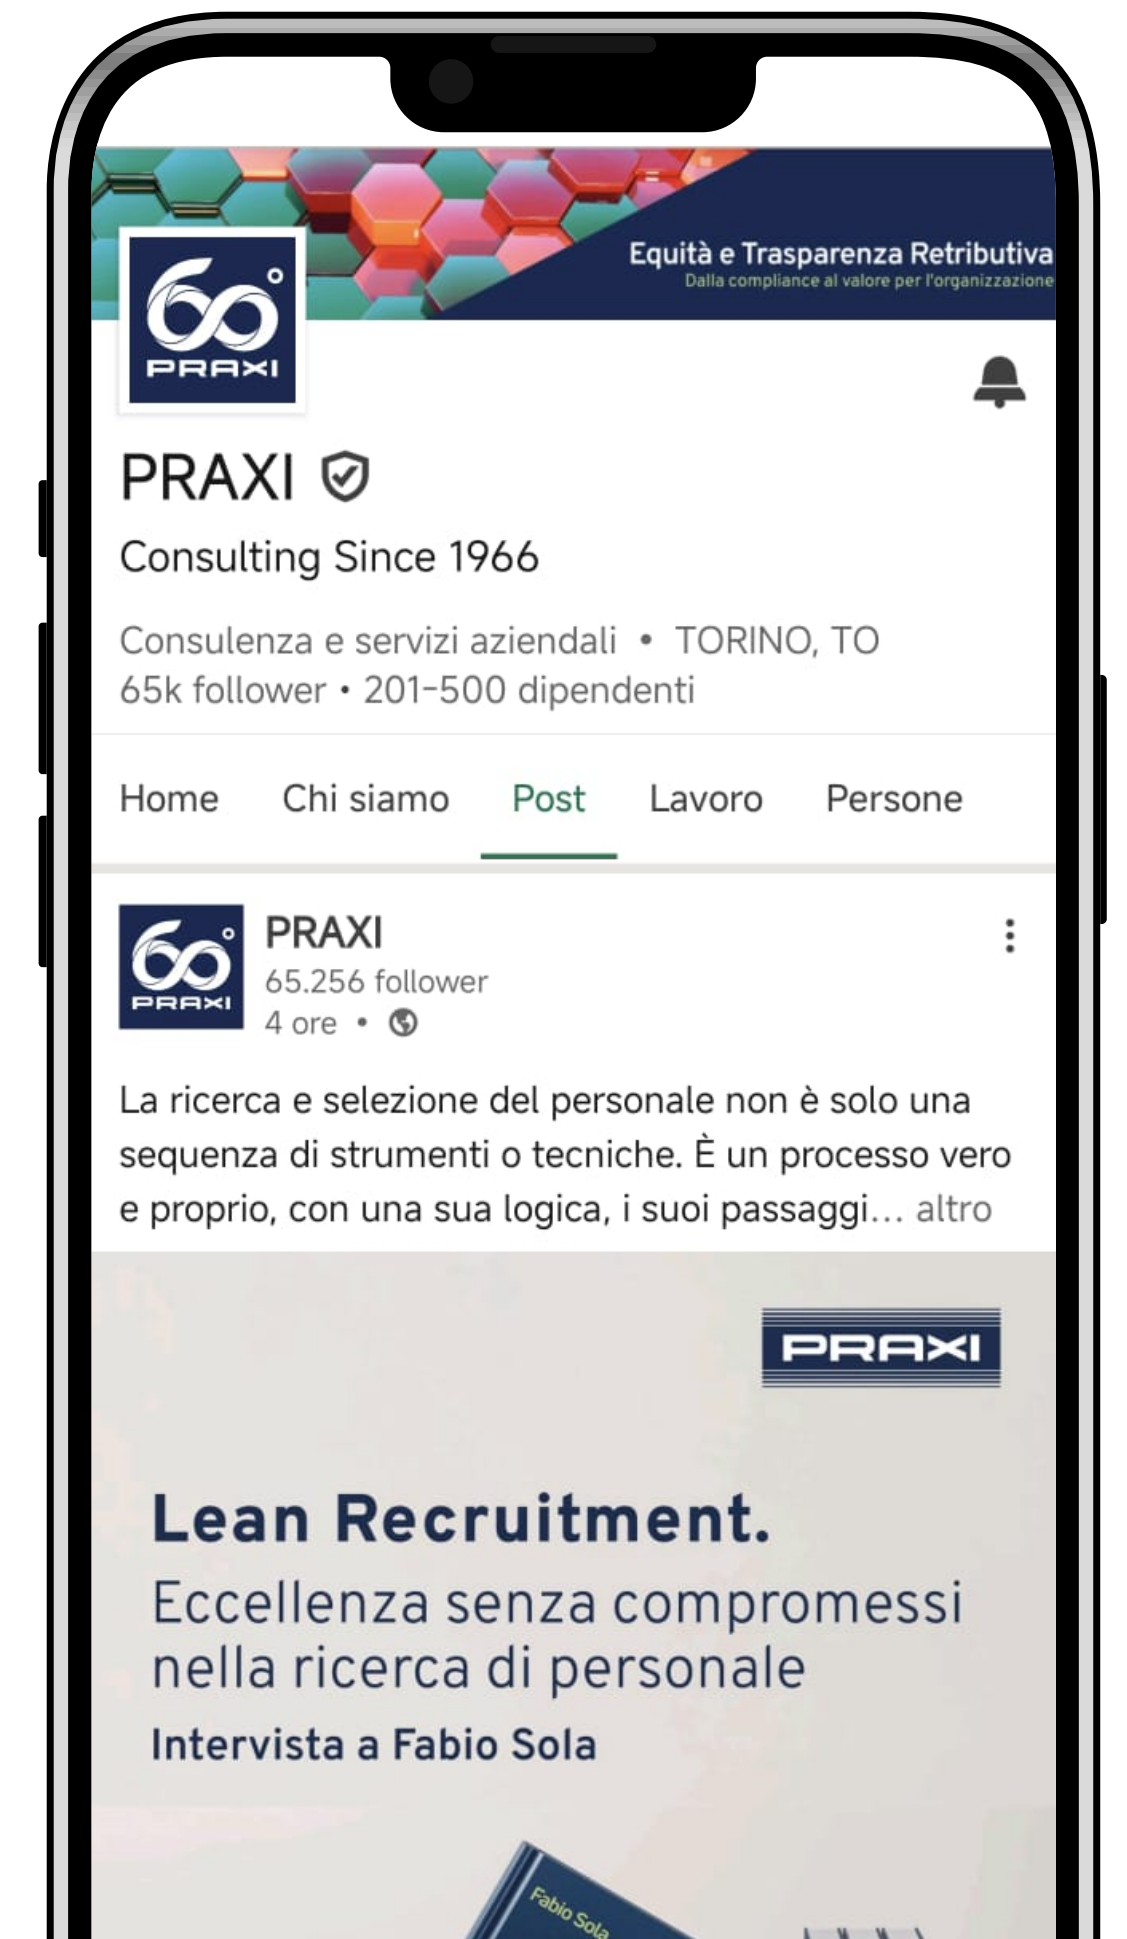 Equità e Trasparenza Retributiva
Dalla compliance al valore per l'organizzazione
60°
PRAXI
PRAXI
Consulting Since 1966
Consulenza e servizi aziendali • TORINO, TO
65k follower • 201-500 dipendenti
Home Chi siamo Post Lavoro Persone
60°
PRAXI
PRAXI
65.256 follower
4 ore •
La ricerca e selezione del personale non è solo una
sequenza di strumenti o tecniche. È un processo vero
e proprio, con una sua logica, i suoi passaggi... altro
PRAXI
Lean Recruitment.
Eccellenza senza compromessi
nella ricerca di personale
Intervista a Fabio Sola
Fabio Sola